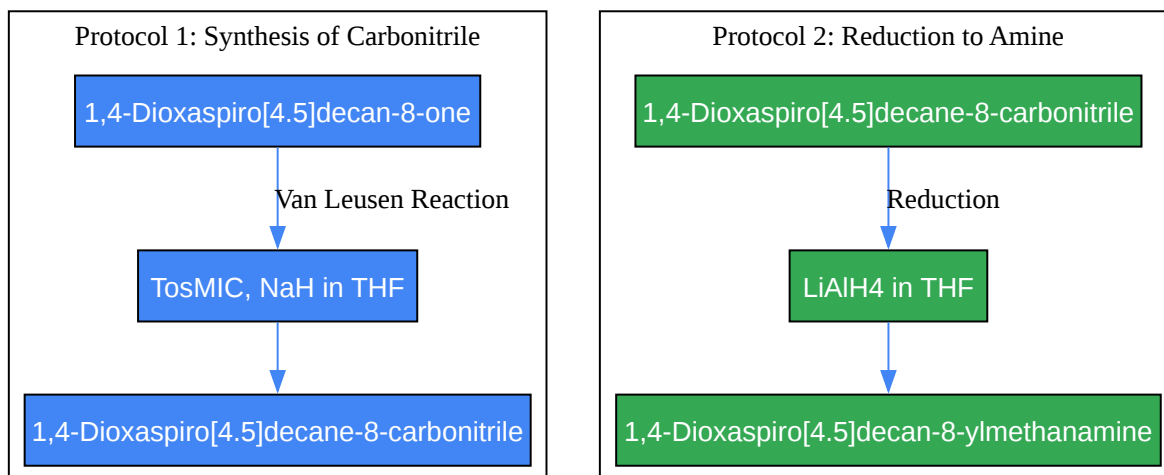 Protocol 1: Synthesis of Carbonitrile
1,4-Dioxaspiro[4.5]decan-8-one
Van Leusen Reaction
TosMIC, NaH in THF
1,4-Dioxaspiro[4.5]decane-8-carbonitrile
Protocol 2: Reduction to Amine
1,4-Dioxaspiro[4.5]decane-8-carbonitrile
Reduction
LiAlH4 in THF
1,4-Dioxaspiro[4.5]decan-8-ylmethanamine